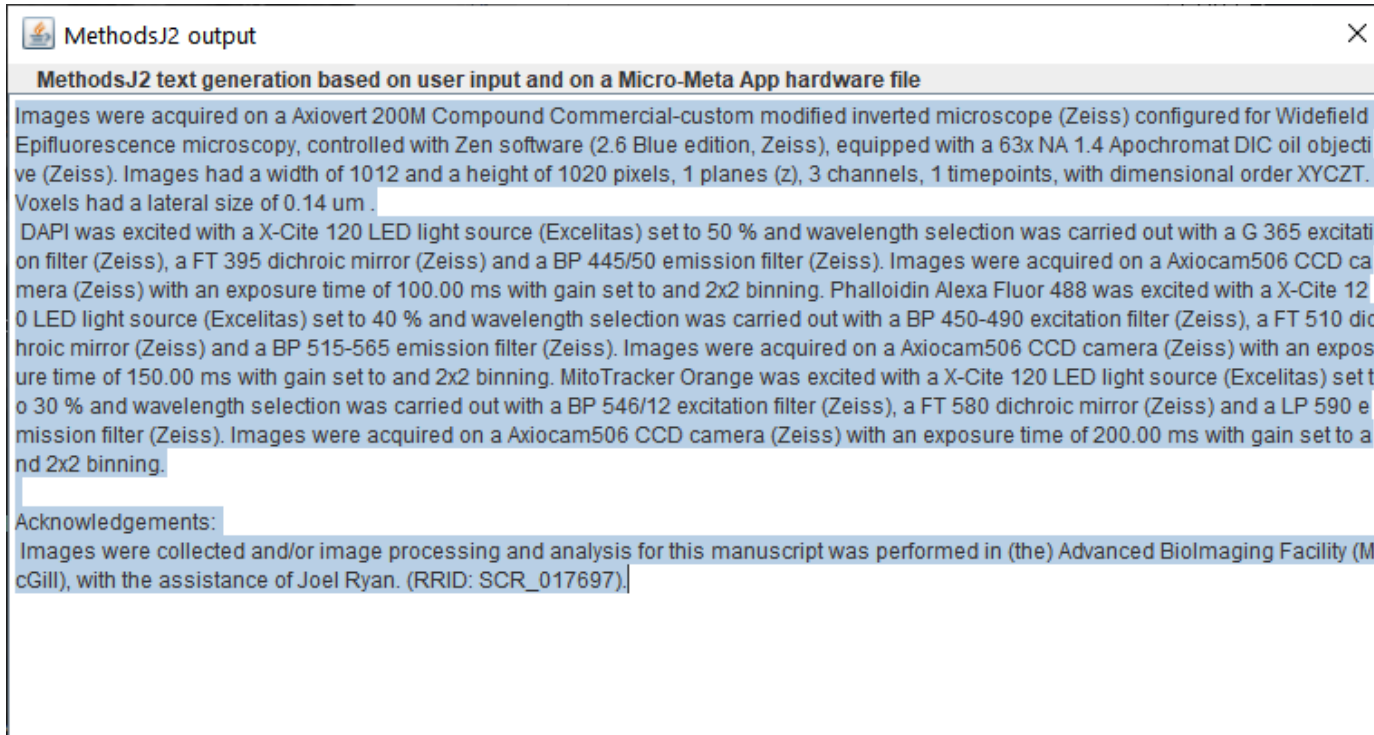 MethodsJ2 output
MethodsJ2 text generation based on user input and on a Micro-Meta App hardware file
Images were acquired on a Axiovert 200M Compound Commercial-custom modified inverted microscope (Zeiss) configured for Widefield
Epifluorescence microscopy, controlled with Zen software (2.6 Blue edition, Zeiss), equipped with a 63x NA 1.4 Apochromat DIC oil objecti
ve (Zeiss). Images had a width of 1012 and a height of 1020 pixels, 1 planes (z), 3 channels, 1 timepoints, with dimensional order XYCZT.
Voxels had a lateral size of 0.14 um .
DAPI was excited with a X-Cite 120 LED light source (Excelitas) set to 50 % and wavelength selection was carried out with a G 365 excitati
on filter (Zeiss), a FT 395 dichroic mirror (Zeiss) and a BP 445/50 emission filter (Zeiss). Images were acquired on a Axiocam506 CCD ca
mera (Zeiss) with an exposure time of 100.00 ms with gain set to and 2x2 binning. Phalloidin Alexa Fluor 488 was excited with a X-Cite 12
0 LED light source (Excelitas) set to 40 % and wavelength selection was carried out with a BP 450-490 excitation filter (Zeiss), a FT 510 dic
hroic mirror (Zeiss) and a BP 515-565 emission filter (Zeiss). Images were acquired on a Axiocam506 CCD camera (Zeiss) with an expos
ure time of 150.00 ms with gain set to and 2x2 binning. MitoTracker Orange was excited with a X-Cite 120 LED light source (Excelitas) set t
o 30 % and wavelength selection was carried out with a BP 546/12 excitation filter (Zeiss), a FT 580 dichroic mirror (Zeiss) and a LP 590 e
mission filter (Zeiss). Images were acquired on a Axiocam506 CCD camera (Zeiss) with an exposure time of 200.00 ms with gain set to a
nd 2x2 binning.
Acknowledgements:
Images were collected and/or image processing and analysis for this manuscript was performed in (the) Advanced BioImaging Facility (M
cGill), with the assistance of Joel Ryan. (RRID: SCR_017697).